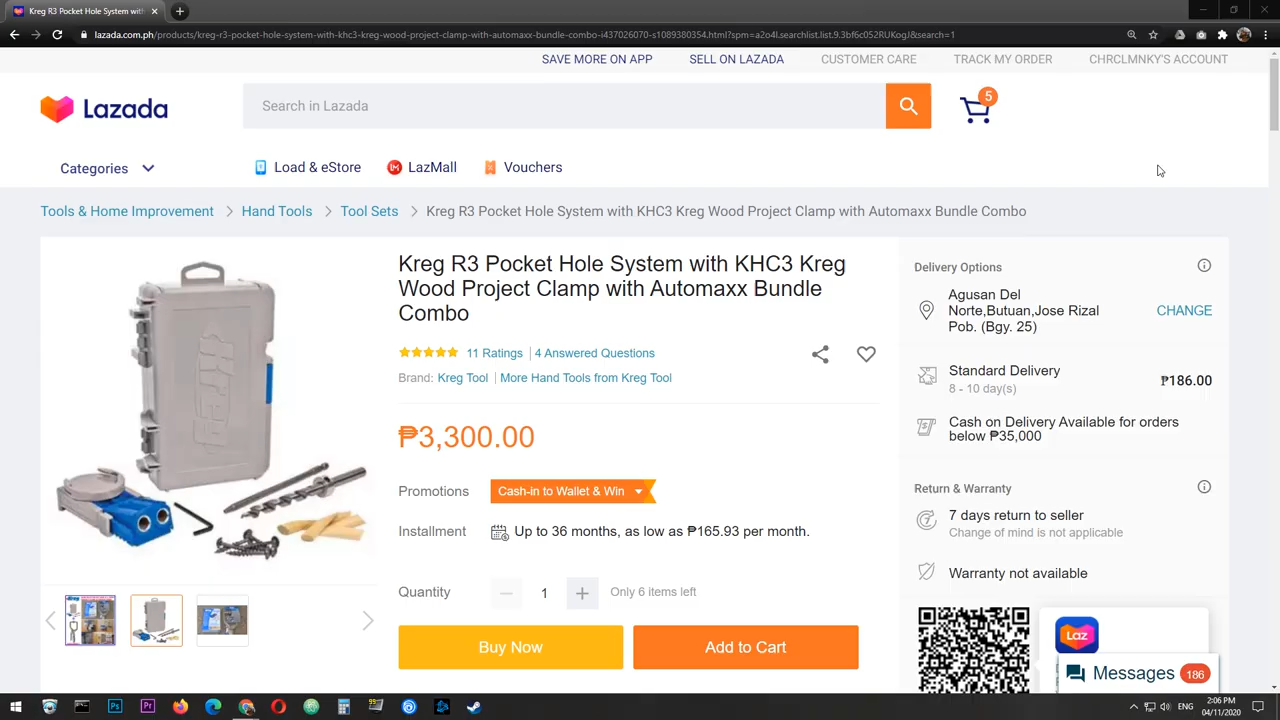 Kreg R3 Pocket Hole System with
lazada.com.ph/products/kreg-r3-pocket-hole-system-with-khc3-kreg-wood-project-clamp-with-automaxx-bundle-combo-i437026070-s1089380354.html?spm=a2o4l.searchlist.list.9.3bf6c052RUKogJ&search=1
SAVE MORE ON APP
SELL ON LAZADA
CUSTOMER CARE
TRACK MY ORDER
CHRCLMNKY'S ACCOUNT
Lazada
Search in Lazada
5
Categories
Load & eStore
LazMall
Vouchers
Tools & Home Improvement > Hand Tools > Tool Sets > Kreg R3 Pocket Hole System with KHC3 Kreg Wood Project Clamp with Automaxx Bundle Combo
Kreg R3 Pocket Hole System with KHC3 Kreg
Wood Project Clamp with Automaxx Bundle
Combo
11 Ratings | 4 Answered Questions
Brand: Kreg Tool | More Hand Tools from Kreg Tool
₱3,300.00
Promotions
Cash-in to Wallet & Win
Installment
Up to 36 months, as low as ₱165.93 per month.
Quantity
1
Only 6 items left
Buy Now
Add to Cart
Delivery Options
Agusan Del
Norte,Butuan,Jose Rizal
Pob. (Bgy. 25)
CHANGE
Standard Delivery
8 - 10 day(s)
₱186.00
Cash on Delivery Available for orders
below ₱35,000
Return & Warranty
7 days return to seller
Change of mind is not applicable
Warranty not available
Laz
Messages
186
ENG
2:06 PM
04/11/2020